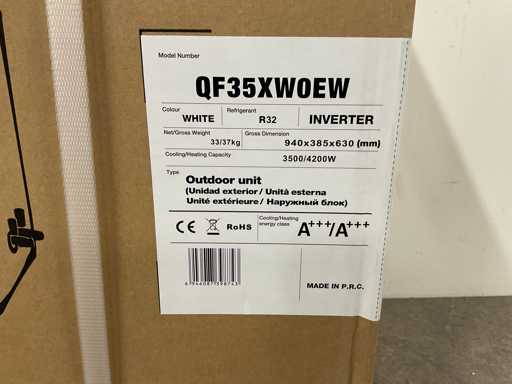 Model Number
QF35XW0EW
Colour WHITE Refrigerant R32 INVERTER
Net/Gross Weight 33/37kg Gross Dimension 940x385x630 (mm)
Cooling/Heating Capacity 3500/4200W
Type Outdoor unit
(Unidad exterior / Unità esterna
Unité extérieure / Наружный блок)
CE RoHS Cooling/Heating energy class A+++/A+++
6946087398743
MADE IN P.R.C.